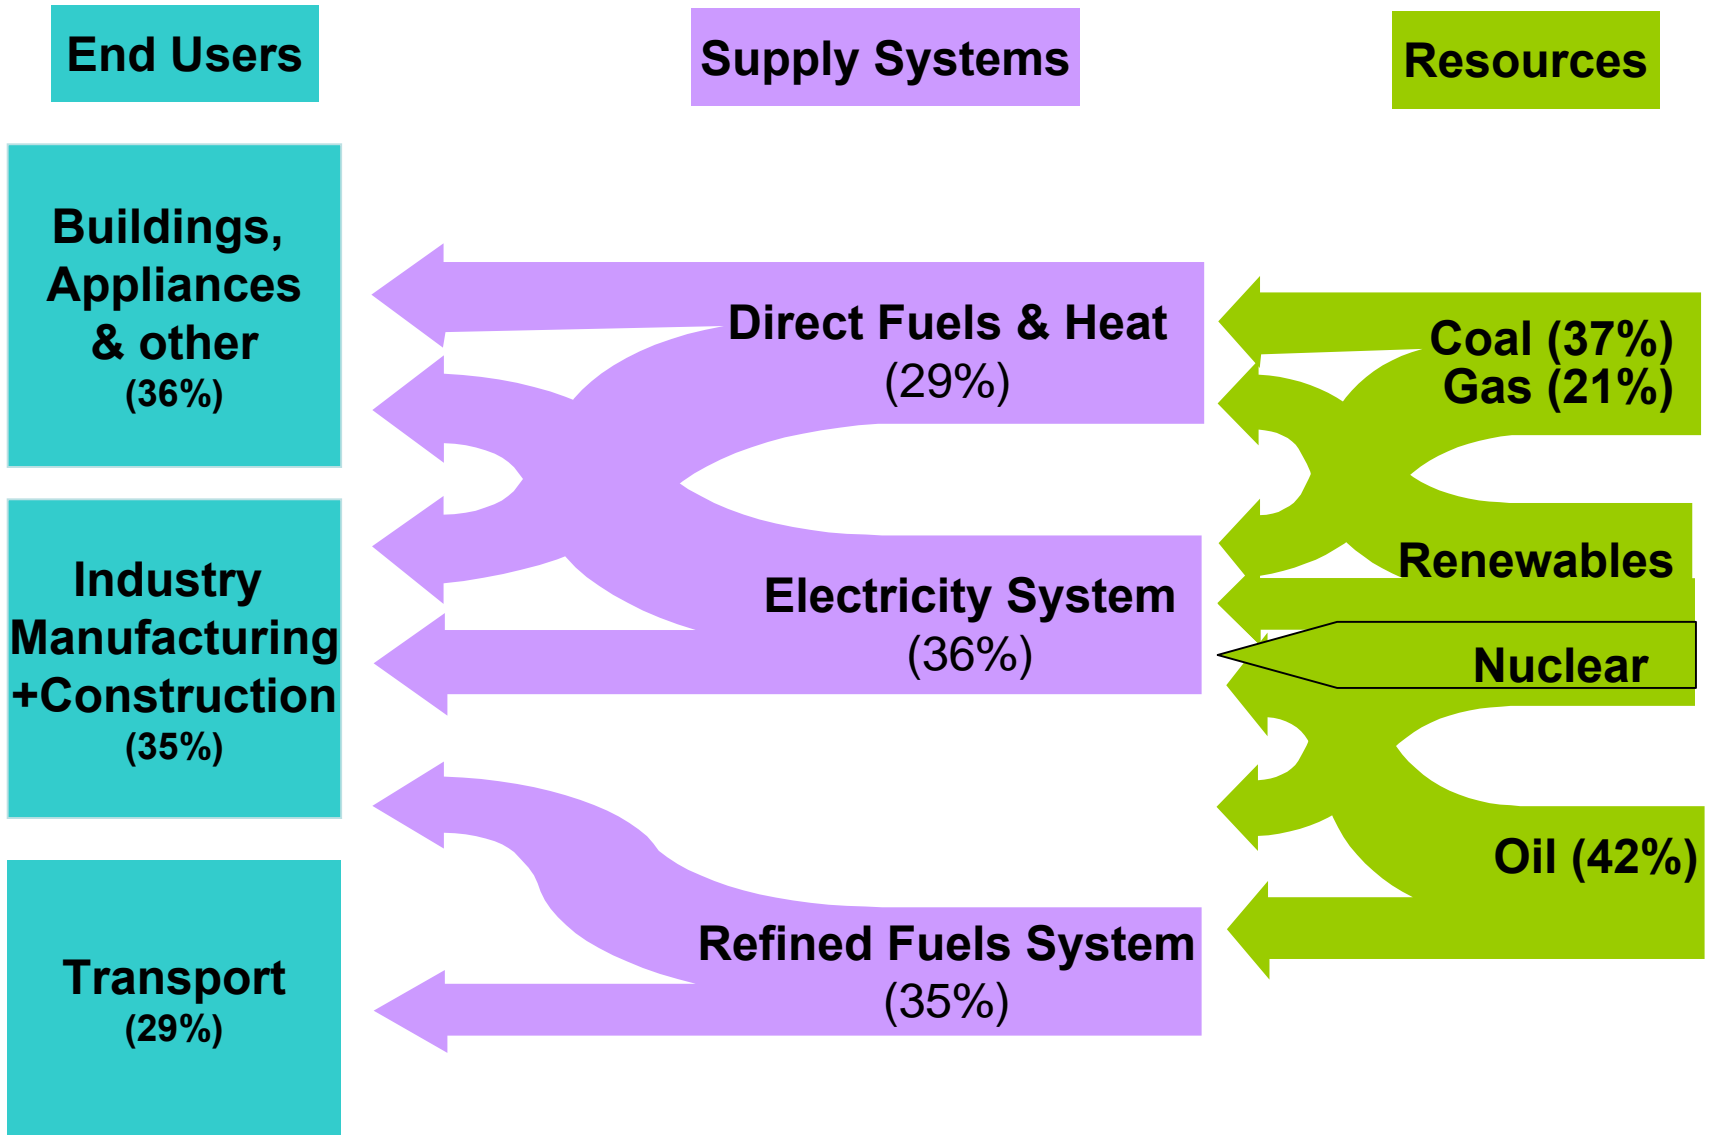 End Users
Supply Systems
Resources
Buildings,
Appliances
& other
(36%)
Industry
Manufacturing
+Construction
(35%)
Transport
(29%)
Direct Fuels & Heat
(29%)
Electricity System
(36%)
Refined Fuels System
(35%)
Coal (37%)
Gas (21%)
Renewables
Nuclear
Oil (42%)